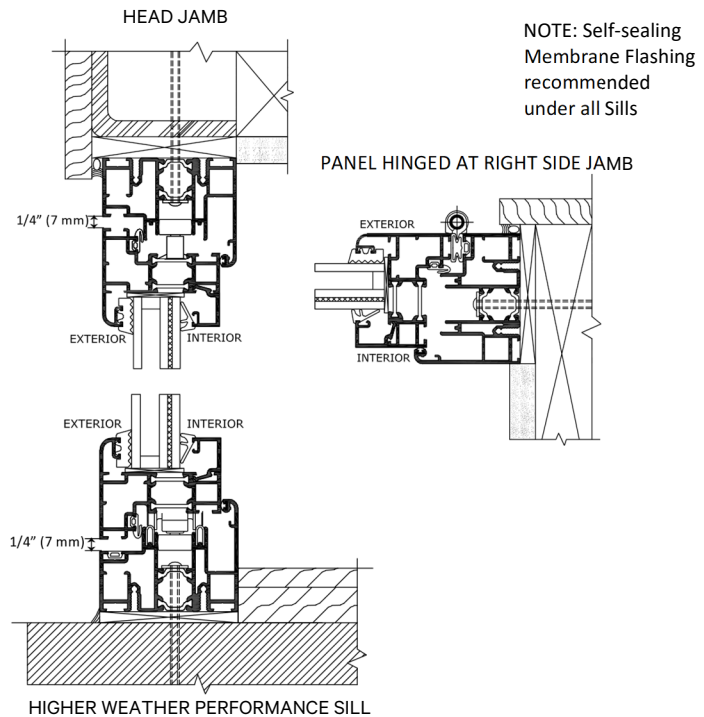 HEAD JAMB
NOTE: Self-sealing
Membrane Flashing
recommended
under all Sills
PANEL HINGED AT RIGHT SIDE JAMB
1/4” (7 mm)
EXTERIOR
EXTERIOR
INTERIOR
INTERIOR
EXTERIOR
INTERIOR
1/4” (7 mm)
HIGHER WEATHER PERFORMANCE SILL